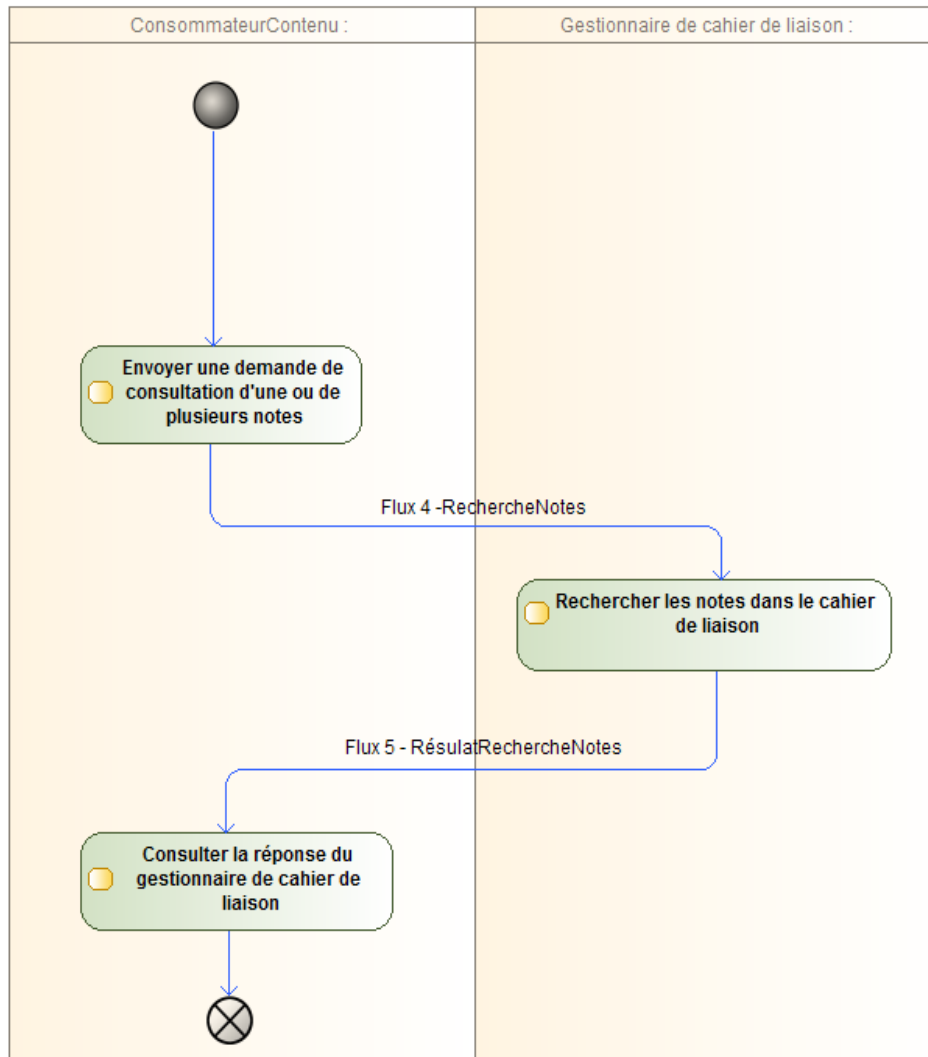 ConsommateurContenu :
Gestionnaire de cahier de liaison :
Envoyer une demande de
consultation d'une ou de
plusieurs notes
Flux 4 -RechercheNotes
Rechercher les notes dans le cahier
de liaison
Flux 5 - RésulatRechercheNotes
Consulter la réponse du
gestionnaire de cahier de
liaison